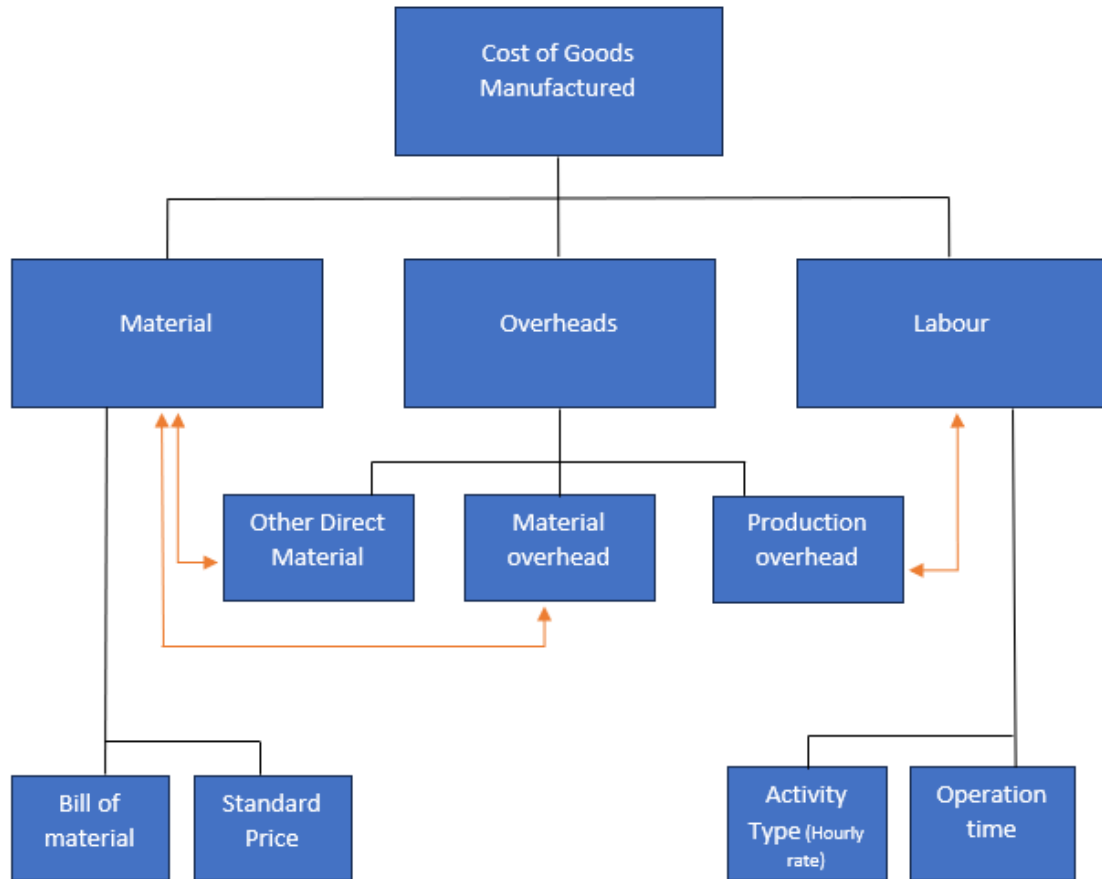 Cost of Goods
Manufactured
Material
Overheads
Labour
Other Direct
Material
Material
overhead
Production
overhead
Bill of
material
Standard
Price
Activity
Type (Hourly
rate)
Operation
time